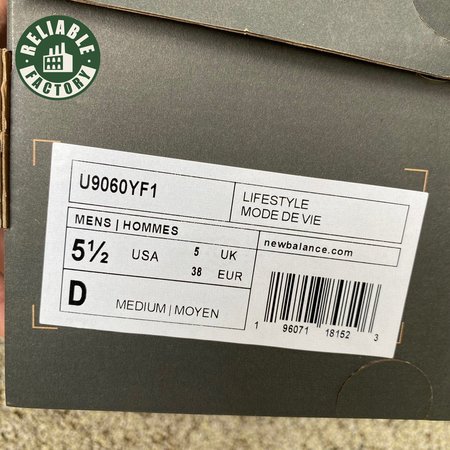 RELIABLE
FACTORY
U9060YF1
LIFESTYLE
MODE DE VIE
MENS | HOMMES
5½ USA 5 UK
38 EUR
newbalance.com
D MEDIUM | MOYEN
1 96071 18152 3